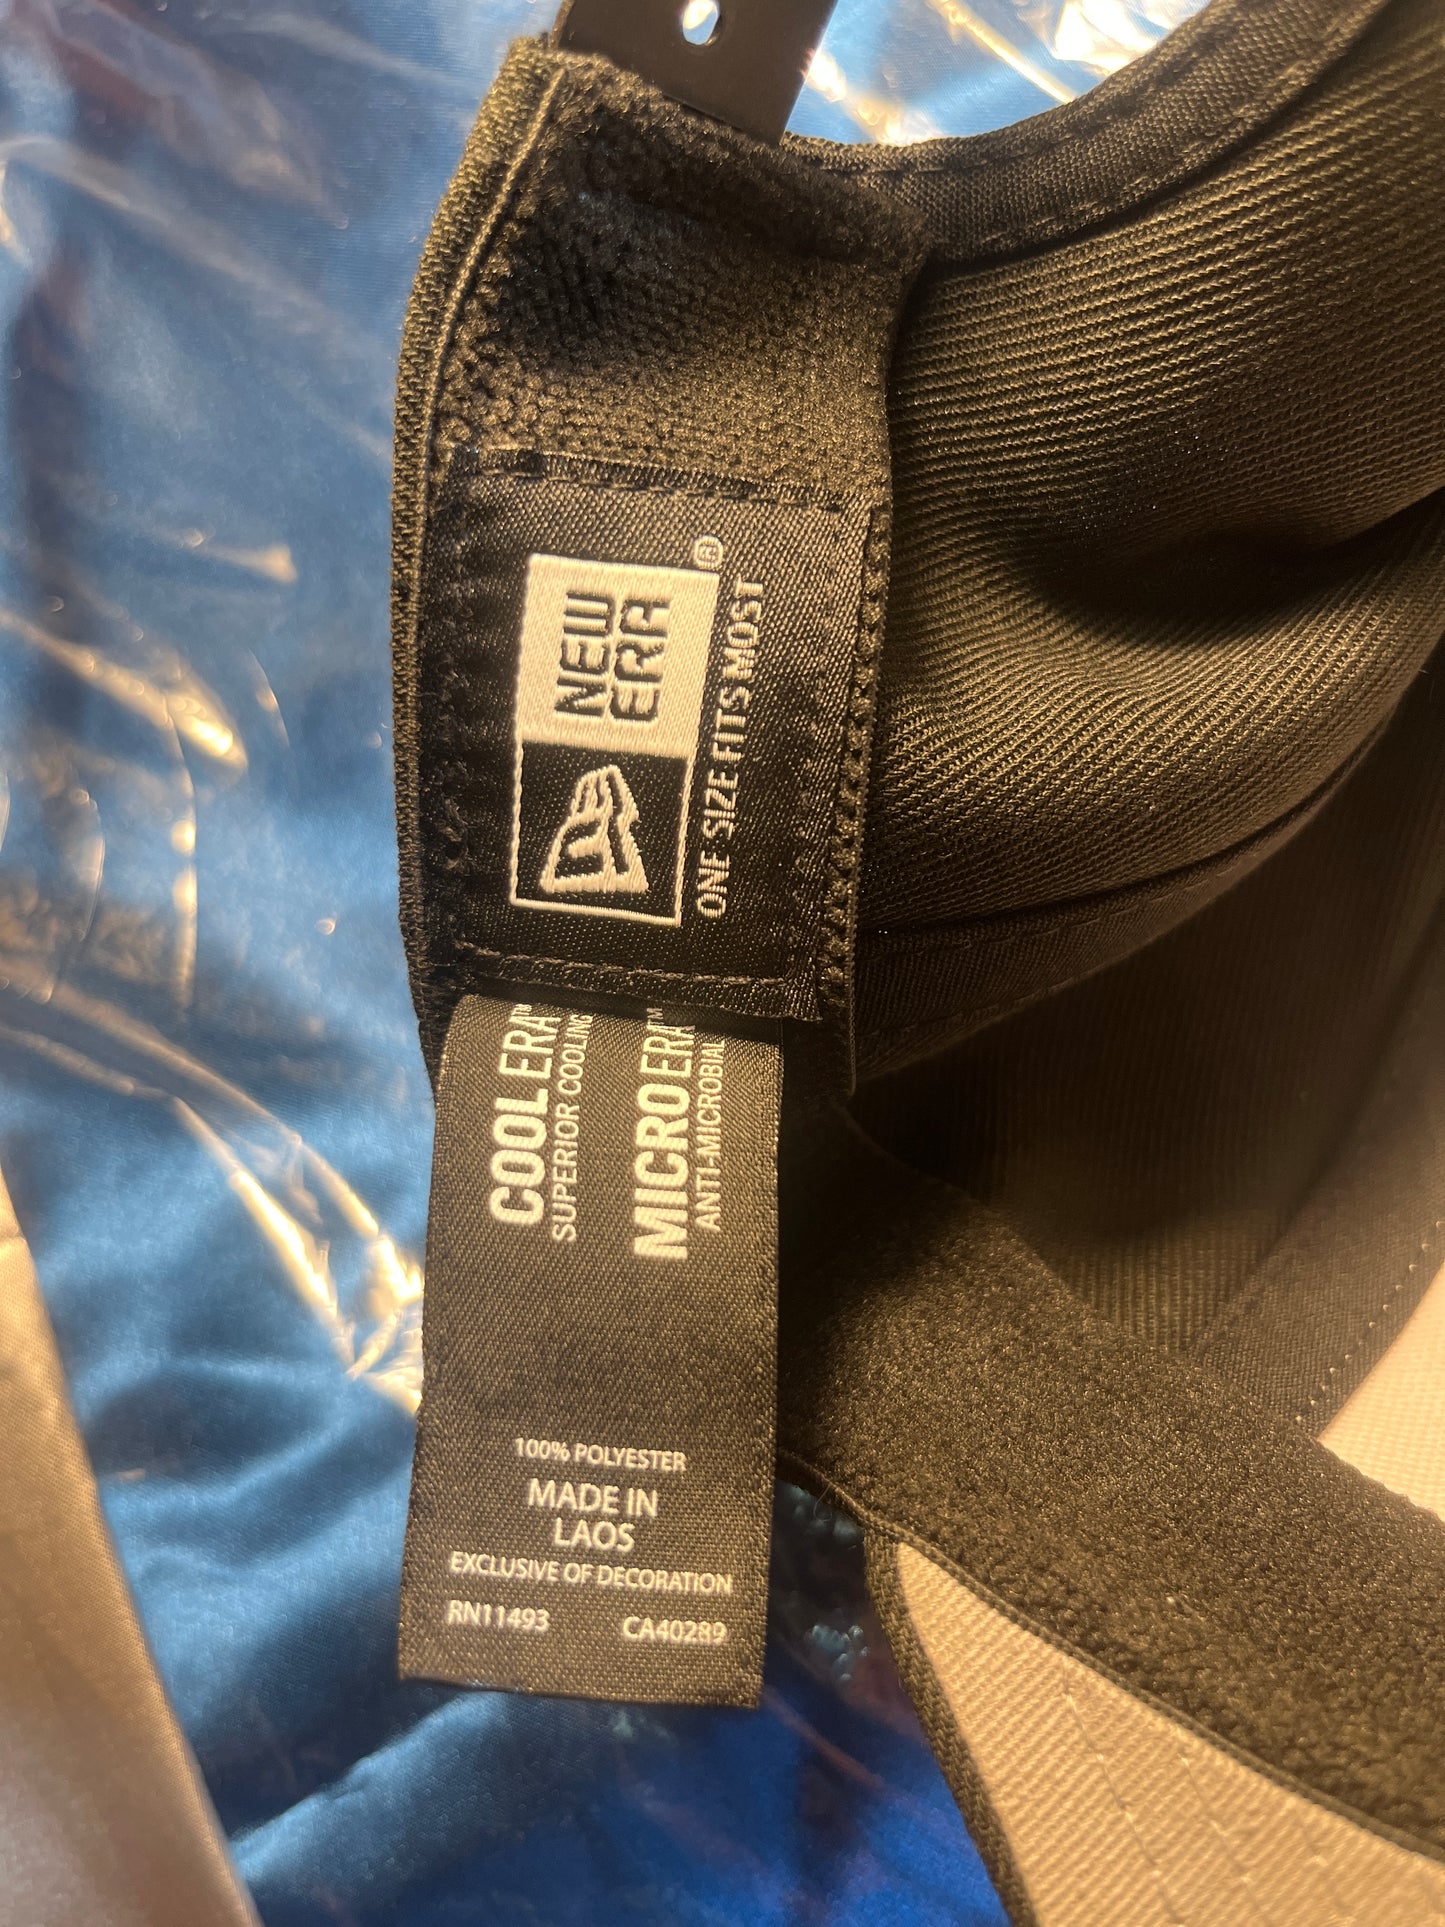 NEW
ERA®
ONE SIZE FITS MOST
COOL ERA™
SUPERIOR COOLING
MICRO ERA™
ANTI-MICROBIAL
100% POLYESTER
MADE IN
LAOS
EXCLUSIVE OF DECORATION
RN11493 CA40289